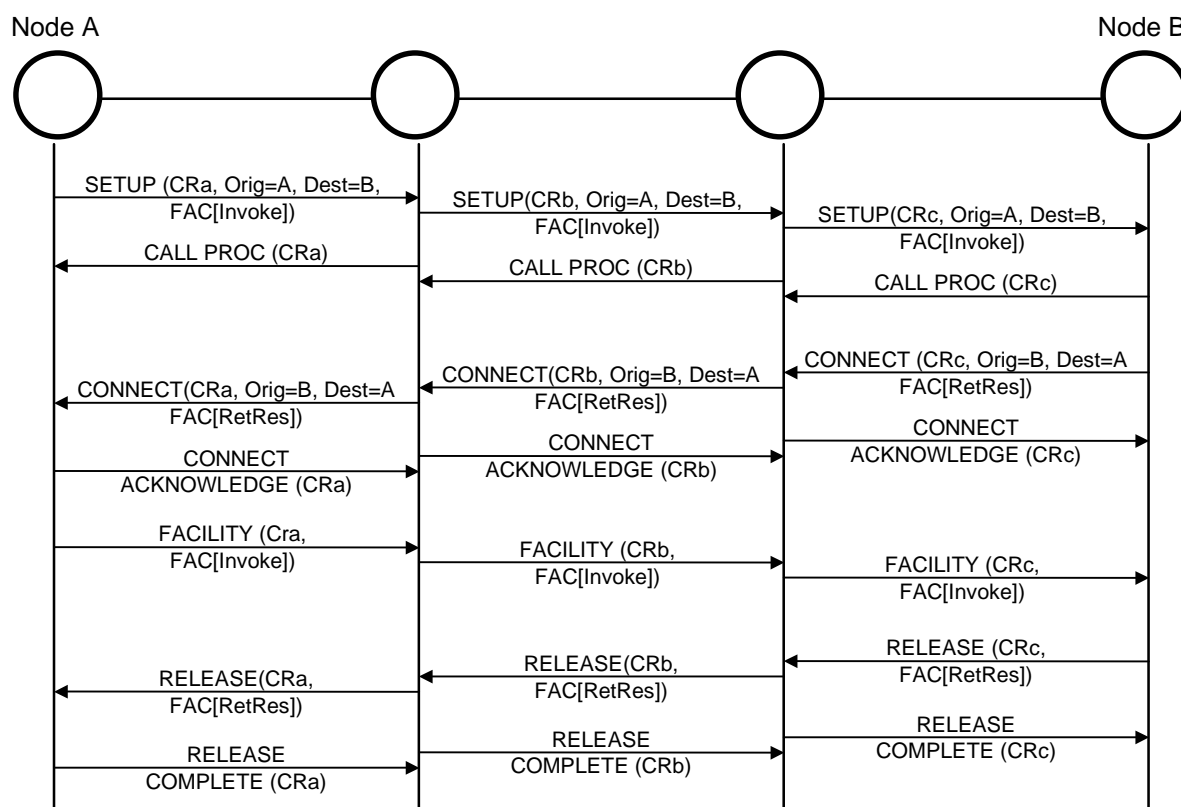 Node A
Node B
SETUP (CRa, Orig=A, Dest=B,
FAC[Invoke])
SETUP(CRb, Orig=A, Dest=B,
FAC[Invoke])
SETUP(CRc, Orig=A, Dest=B,
FAC[Invoke])
CALL PROC (CRa)
CALL PROC (CRb)
CALL PROC (CRc)
CONNECT (CRc, Orig=B, Dest=A
FAC[RetRes])
CONNECT(CRb, Orig=B, Dest=A
FAC[RetRes])
CONNECT(CRa, Orig=B, Dest=A
FAC[RetRes])
CONNECT
ACKNOWLEDGE (CRa)
CONNECT
ACKNOWLEDGE (CRb)
CONNECT
ACKNOWLEDGE (CRc)
FACILITY (Cra,
FAC[Invoke])
FACILITY (CRb,
FAC[Invoke])
FACILITY (CRc,
FAC[Invoke])
RELEASE (CRc,
FAC[RetRes])
RELEASE(CRb,
FAC[RetRes])
RELEASE(CRa,
FAC[RetRes])
RELEASE
COMPLETE (CRa)
RELEASE
COMPLETE (CRb)
RELEASE
COMPLETE (CRc)